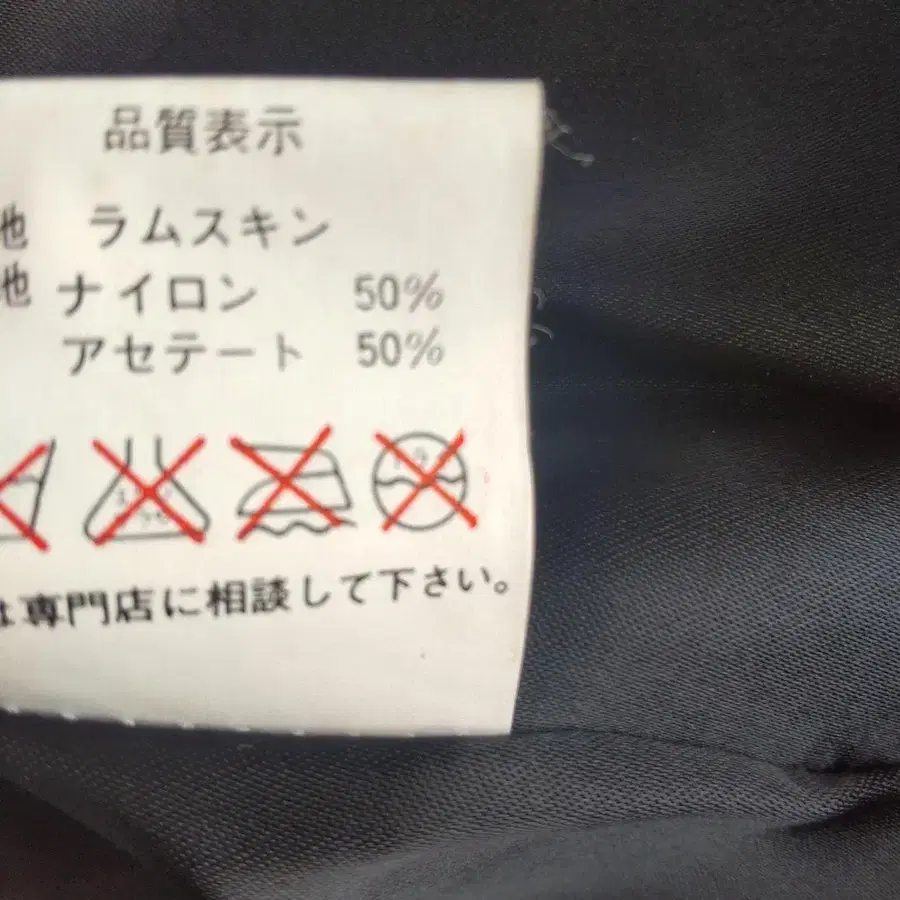 品質表示
地 ラムスキン
地 ナイロン 50%
アセテート 50%
は専門店に相談して下さい。